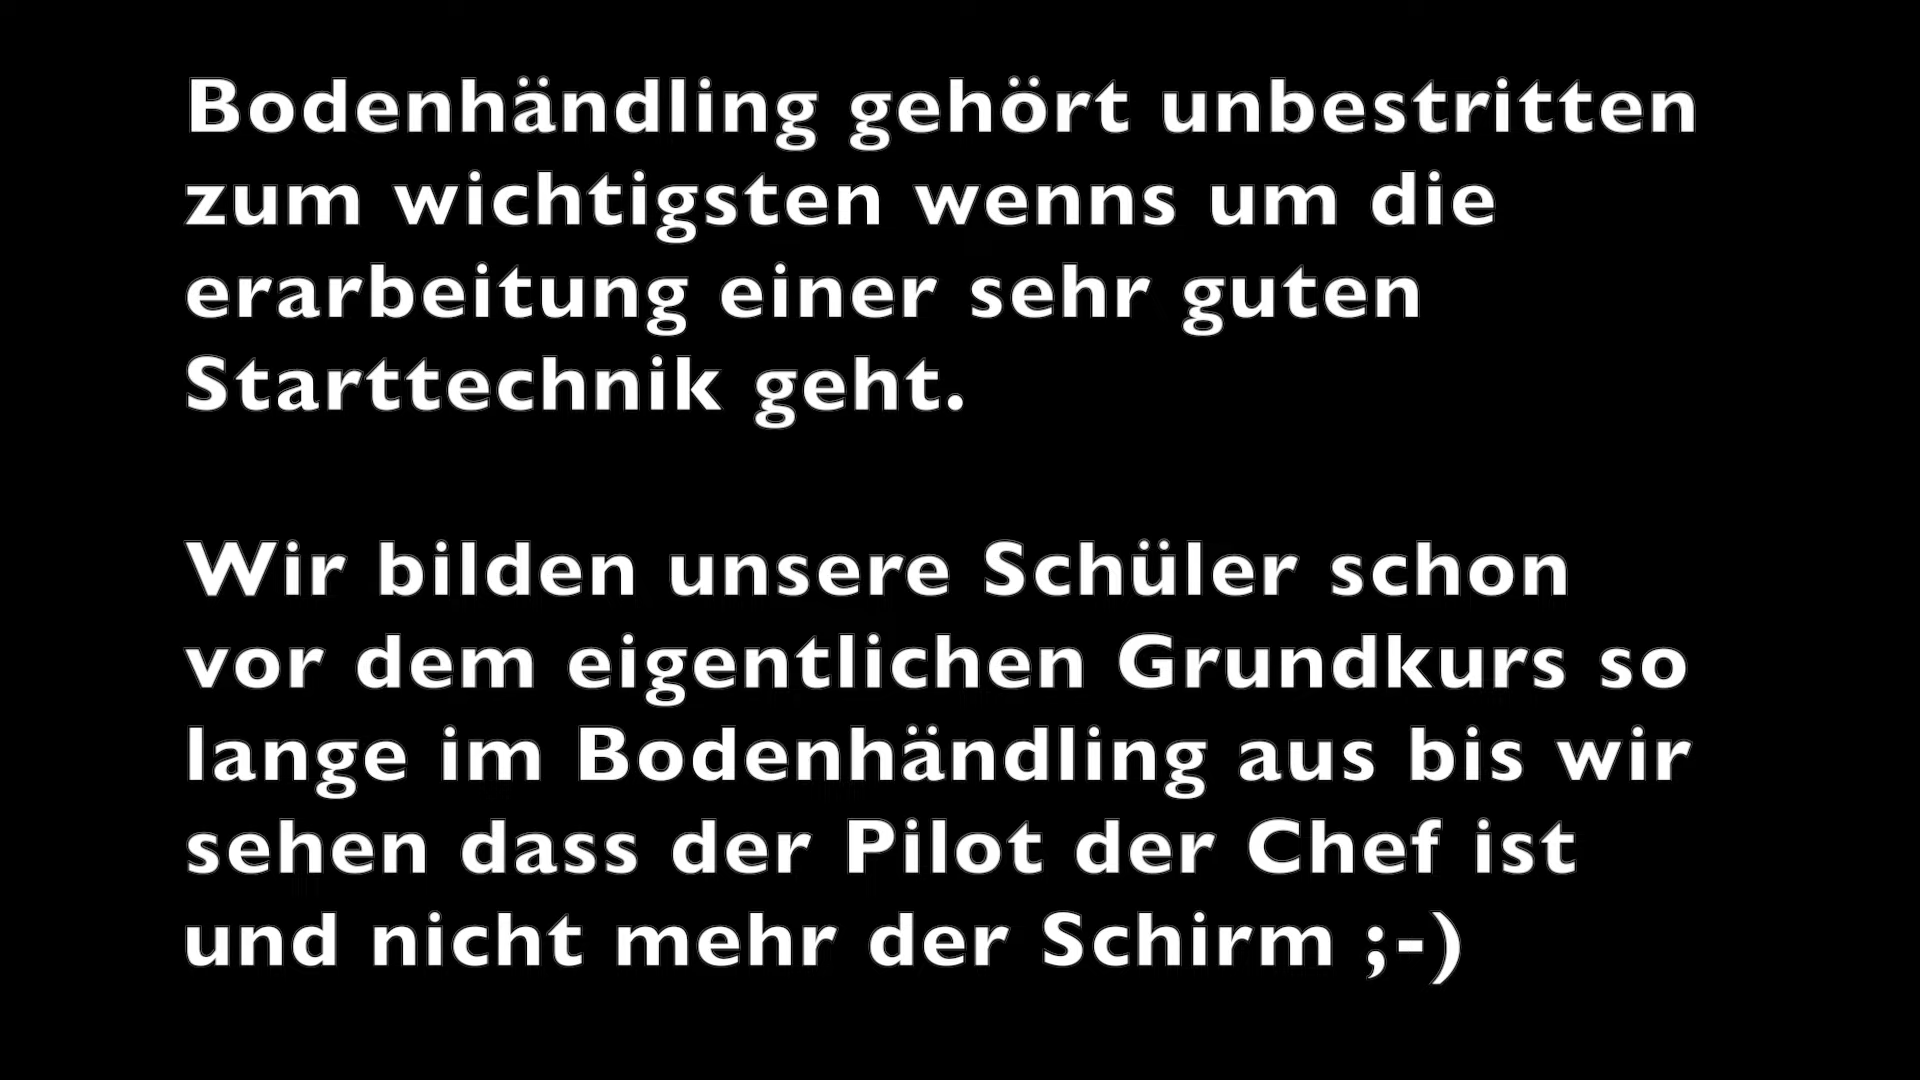 Bodenhändling gehört unbestritten
zum wichtigsten wenns um die
erarbeitung einer sehr guten
Starttechnik geht.
Wir bilden unsere Schüler schon
vor dem eigentlichen Grundkurs so
lange im Bodenhändling aus bis wir
sehen dass der Pilot der Chef ist
und nicht mehr der Schirm ;-)